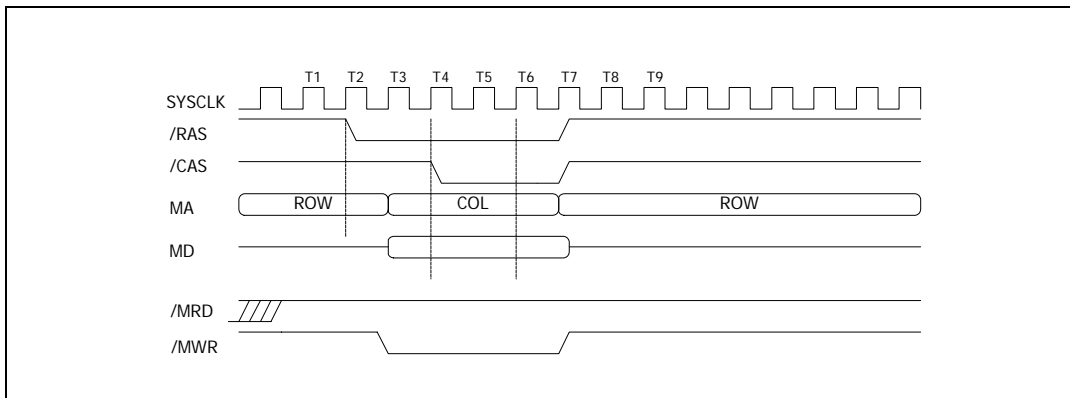 T1 T2 T3 T4 T5 T6 T7 T8 T9
SYSCLK
/RAS
/CAS
MA ROW COL ROW
MD
/MRD
/MWR